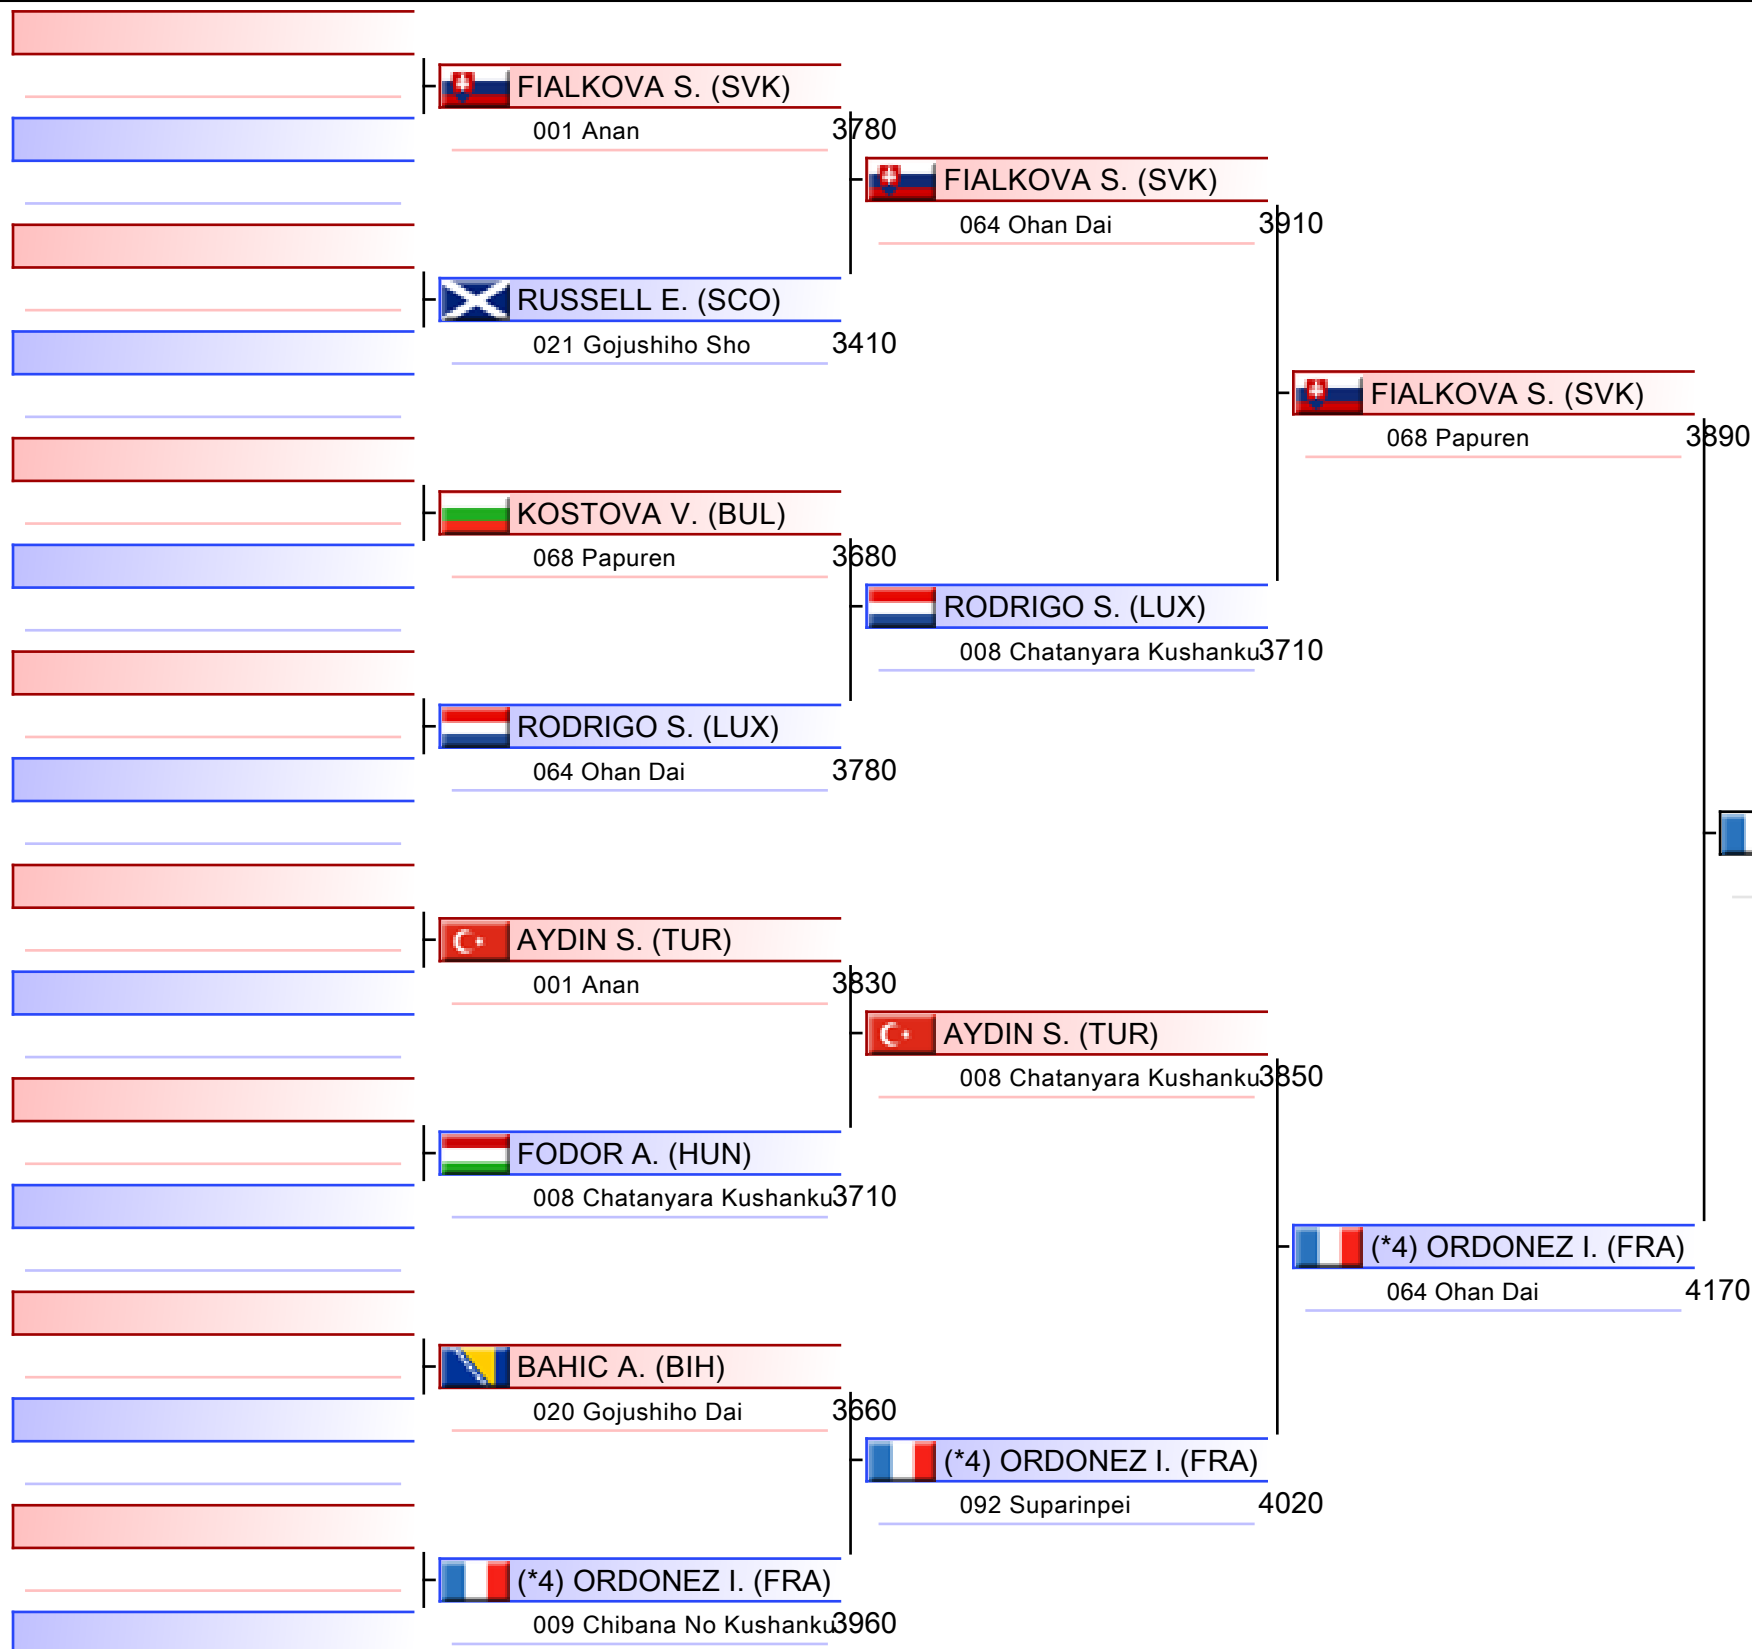 FIALKOVA S. (SVK)
001 Anan 3780
RUSSELL E. (SCO)
021 Gojushiho Sho 3410
KOSTOVA V. (BUL)
068 Papuren 3680
RODRIGO S. (LUX)
064 Ohan Dai 3780
AYDIN S. (TUR)
001 Anan 3830
FODOR A. (HUN)
008 Chatanyara Kushanku 3710
BAHIC A. (BIH)
020 Gojushiho Dai 3660
(*4) ORDONEZ I. (FRA)
009 Chibana No Kushanku 3960
FIALKOVA S. (SVK)
064 Ohan Dai 3910
RODRIGO S. (LUX)
008 Chatanyara Kushanku 3710
AYDIN S. (TUR)
008 Chatanyara Kushanku 3850
(*4) ORDONEZ I. (FRA)
092 Suparinpei 4020
FIALKOVA S. (SVK)
068 Papuren 3890
(*4) ORDONEZ I. (FRA)
064 Ohan Dai 4170